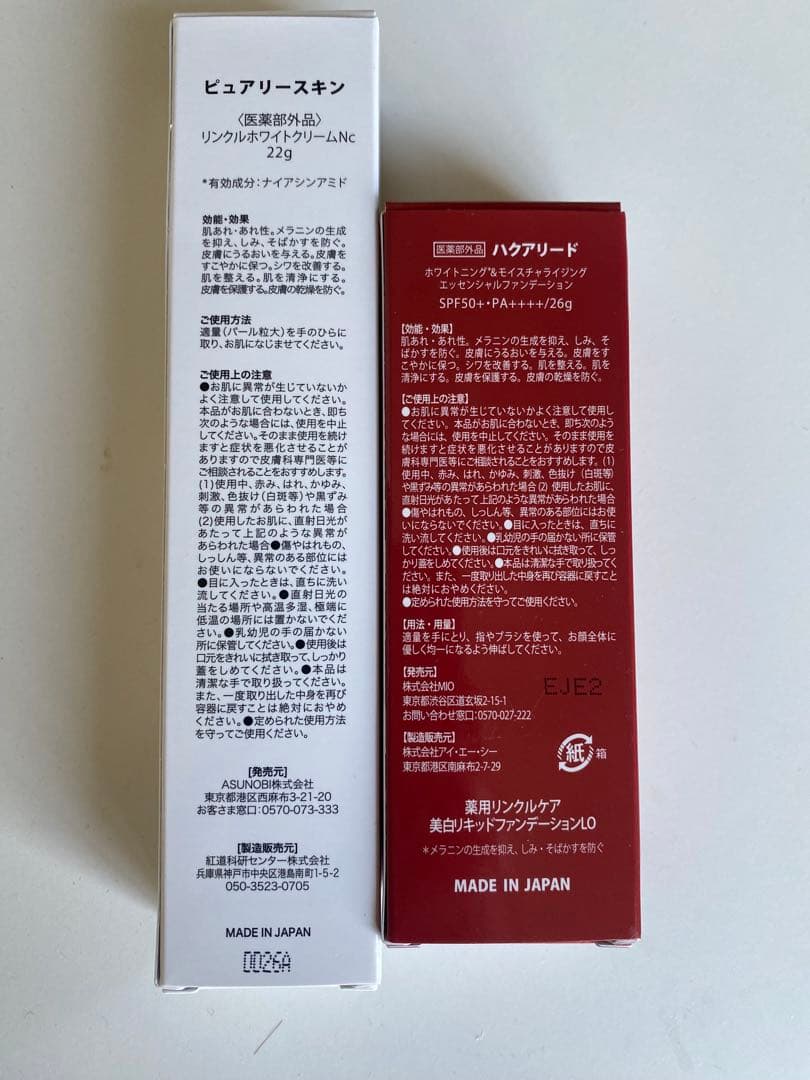 ピュアリースキン
〈医薬部外品〉
リンクルホワイトクリームNc
22g
*有効成分：ナイアシンアミド
効能・効果
肌あれ・あれ性。メラニンの生成
を抑え、しみ、そばかすを防ぐ。
皮膚にうるおいを与える。皮膚を
すこやかに保つ。シワを改善する。
肌を整える。肌を清浄にする。
皮膚を保護する。皮膚の乾燥を防ぐ。
ご使用方法
適量（パール粒大）を手のひらに
取り、お肌になじませてください。
ご使用上の注意
●お肌に異常が生じていないか
よく注意して使用してください。
本品がお肌に合わないとき、即ち
次のような場合には、使用を中止
してください。そのまま使用を続け
ますと症状を悪化させることが
ありますので皮膚科専門医等に
ご相談されることをおすすめします。
(1)使用中、赤み、はれ、かゆみ、
刺激、色抜け（白斑等）や黒ずみ
等の異常があらわれた場合
(2)使用したお肌に、直射日光が
あたって上記のような異常が
あらわれた場合●傷やはれもの、
しっしん等、異常のある部位には
お使いにならないでください。
●目に入ったときは、直ちに洗い
流してください。●直射日光の
当たる場所や高温多湿、極端に
低温の場所には置かないでくだ
さい。●乳幼児の手の届かない
所に保管してください。●使用後は
口元をきれいに拭き取って、しっかり
蓋をしめてください。●本品は
清潔な手で取り扱ってください。
また、一度取り出した中身を再び
容器に戻すことは絶対におやめ
ください。●定められた使用方法
を守ってご使用ください。
[発売元]
ASUNOBI株式会社
東京都港区西麻布3-21-20
お客さま窓口：0570-073-333
[製造販売元]
紅道科研センター株式会社
兵庫県神戸市中央区港島南町1-5-2
050-3523-0705
MADE IN JAPAN
DD26A
医薬部外品 ハクアリード
ホワイトニング*&モイスチャライジング
エッセンシャルファンデーション
SPF50+・PA++++/26g
【効能・効果】
肌あれ・あれ性。メラニンの生成を抑え、しみ、そ
ばかすを防ぐ。皮膚にうるおいを与える。皮膚をす
こやかに保つ。シワを改善する。肌を整える。肌を
清浄にする。皮膚を保護する。皮膚の乾燥を防ぐ。
【ご使用上の注意】
●お肌に異常が生じていないかよく注意して使用し
てください。本品がお肌に合わないとき、即ち次のよう
な場合には、使用を中止してください。そのまま使用を
続けますと症状を悪化させることがありますので皮
膚科専門医等にご相談されることをおすすめします。(1)
使用中、赤み、はれ、かゆみ、刺激、色抜け（白斑等）
や黒ずみ等の異常があらわれた場合(2)使用したお肌に、
直射日光があたって上記のような異常があらわれた場合
●傷やはれもの、しっしん等、異常のある部位にはお使
いにならないでください。●目に入ったときは、直ちに
洗い流してください。●乳幼児の手の届かない所に保管
してください。●使用後は口元をきれいに拭き取って、しっ
かり蓋をしめてください。●本品は清潔な手で取り扱ってく
ださい。また、一度取り出した中身を再び容器に戻すこと
は絶対におやめください。
●定められた使用方法を守ってご使用ください。
【用法・用量】
適量を手にとり、指やブラシを使って、お顔全体に
優しく均一になるよう伸ばしてください。
【発売元】
株式会社MIO
東京都渋谷区道玄坂2-15-1
お問い合わせ窓口：0570-027-222
EJE2
【製造販売元】
株式会社アイ・エー・シー
東京都港区南麻布2-7-29
紙 箱
薬用リンクルケア
美白リキッドファンデーションLO
*メラニンの生成を抑え、しみ・そばかすを防ぐ
MADE IN JAPAN